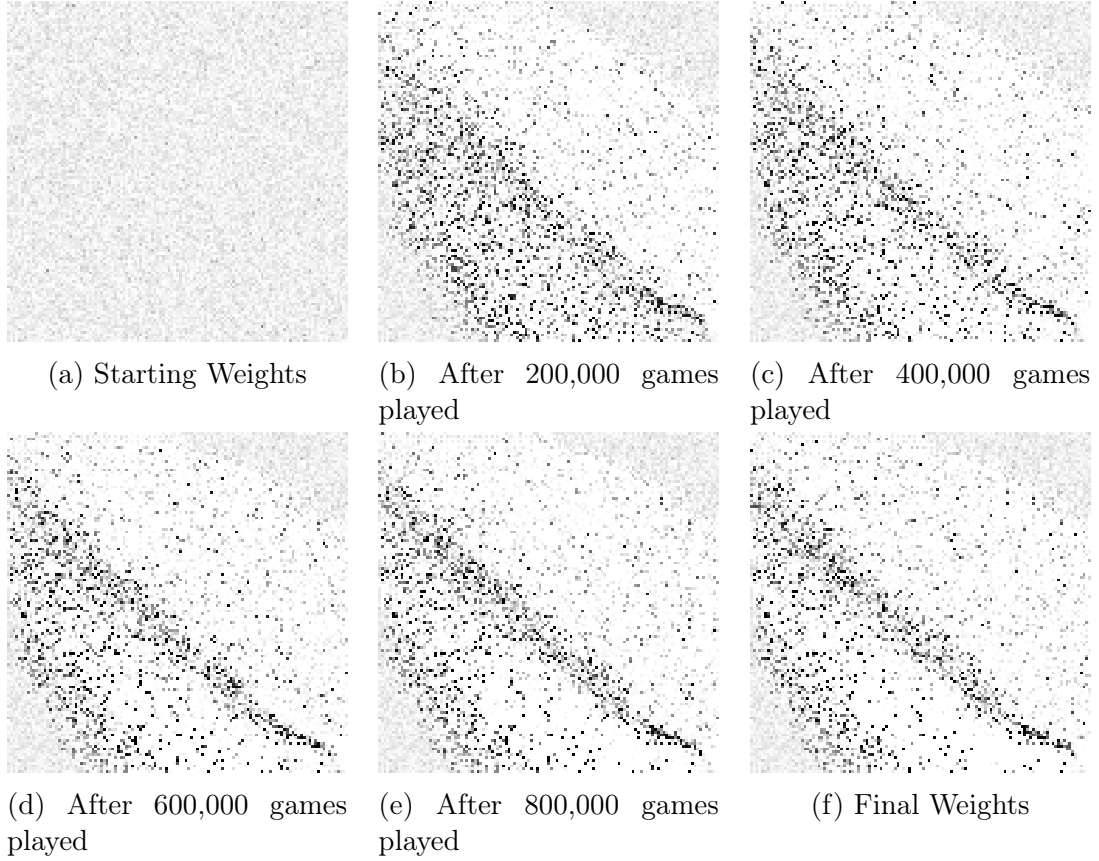 (a) Starting Weights
(b) After 200,000 games
played
(c) After 400,000 games
played
(d) After 600,000 games
played
(e) After 800,000 games
played
(f) Final Weights